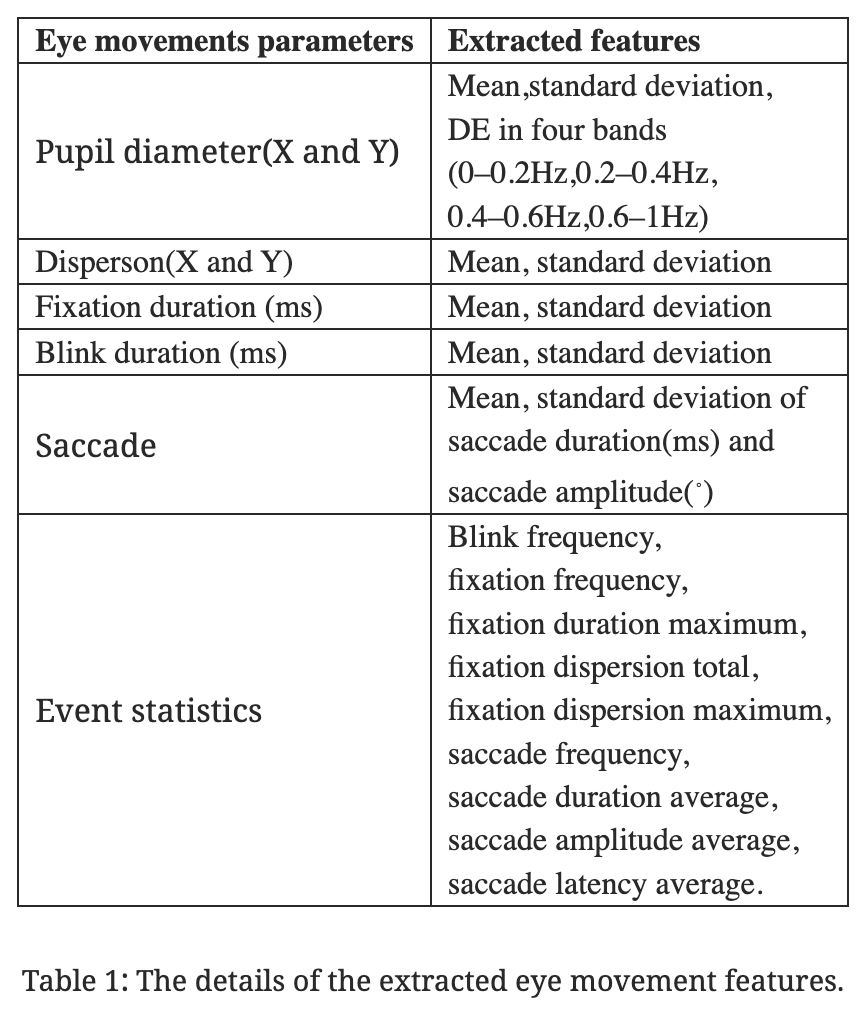 Eye movements parameters Extracted features
Pupil diameter(X and Y)
Mean,standard deviation,
DE in four bands
(0–0.2Hz,0.2–0.4Hz,
0.4–0.6Hz,0.6–1Hz)
Disperson(X and Y) Mean, standard deviation
Fixation duration (ms) Mean, standard deviation
Blink duration (ms) Mean, standard deviation
Saccade
Mean, standard deviation of
saccade duration(ms) and
saccade amplitude(°)
Event statistics
Blink frequency,
fixation frequency,
fixation duration maximum,
fixation dispersion total,
fixation dispersion maximum,
saccade frequency,
saccade duration average,
saccade amplitude average,
saccade latency average.
Table 1: The details of the extracted eye movement features.